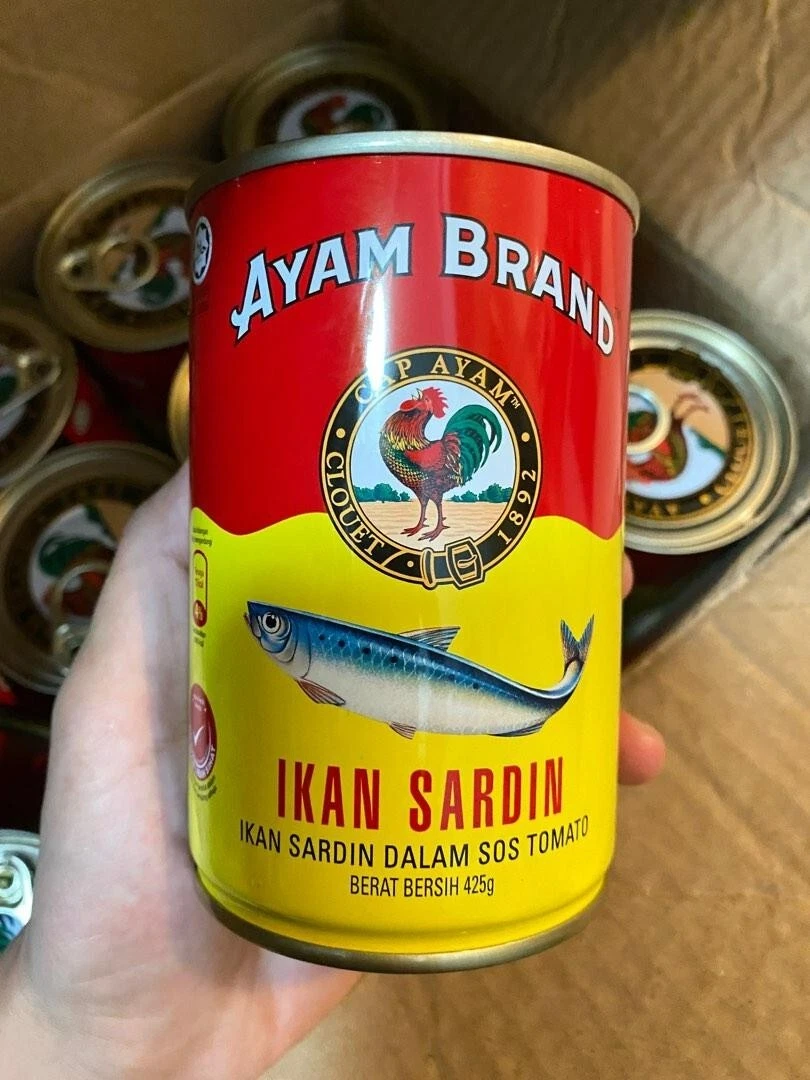 AYAM BRAND
CAP AYAM™
CLOUET 1892
IKAN SARDIN
IKAN SARDIN DALAM SOS TOMATO
BERAT BERSIH 425g